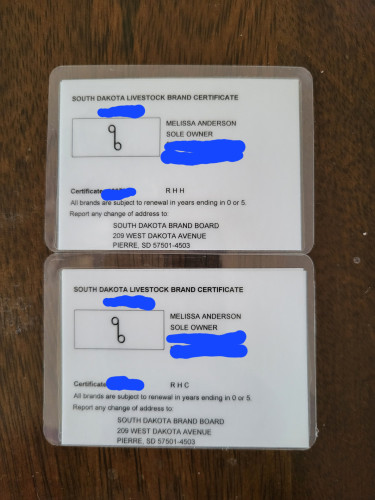 SOUTH DAKOTA LIVESTOCK BRAND CERTIFICATE
MELISSA ANDERSON
SOLE OWNER
Certificate
R H H
All brands are subject to renewal in years ending in 0 or 5.
Report any change of address to:
SOUTH DAKOTA BRAND BOARD
209 WEST DAKOTA AVENUE
PIERRE, SD 57501-4503
SOUTH DAKOTA LIVESTOCK BRAND CERTIFICATE
MELISSA ANDERSON
SOLE OWNER
Certificate
R H C
All brands are subject to renewal in years ending in 0 or 5.
Report any change of address to:
SOUTH DAKOTA BRAND BOARD
209 WEST DAKOTA AVENUE
PIERRE, SD 57501-4503